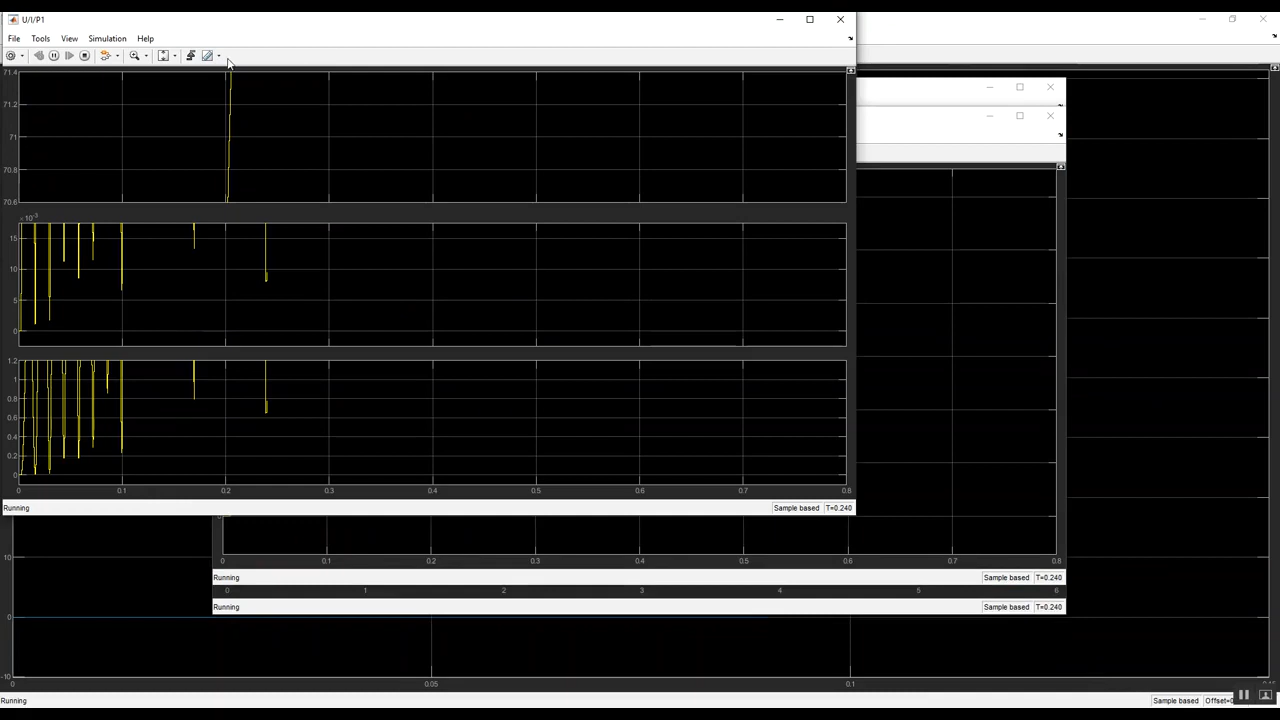 U/I/P1
File Tools View Simulation Help
71.4
71.2
71
70.8
70.6
× 10⁻³
15
10
5
0
1.2
1
0.8
0.6
0.4
0.2
0
0 0.1 0.2 0.3 0.4 0.5 0.6 0.7 0.8
Running Sample based T=0.240
0 0.1 0.2 0.3 0.4 0.5 0.6 0.7 0.8
Running Sample based T=0.240
0 1 2 3 4 5 6
Running Sample based T=0.240
10
0
-10
0 0.05 0.1
Running Sample based